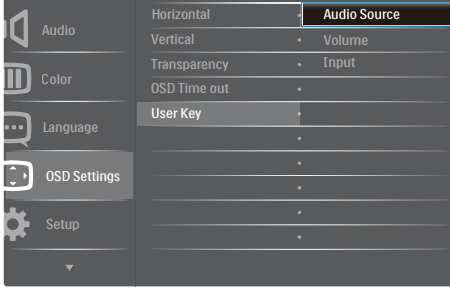 Audio
Color
Language
OSD Settings
Setup
Horizontal
Vertical
Transparency
OSD Time out
User Key
Audio Source
Volume
Input